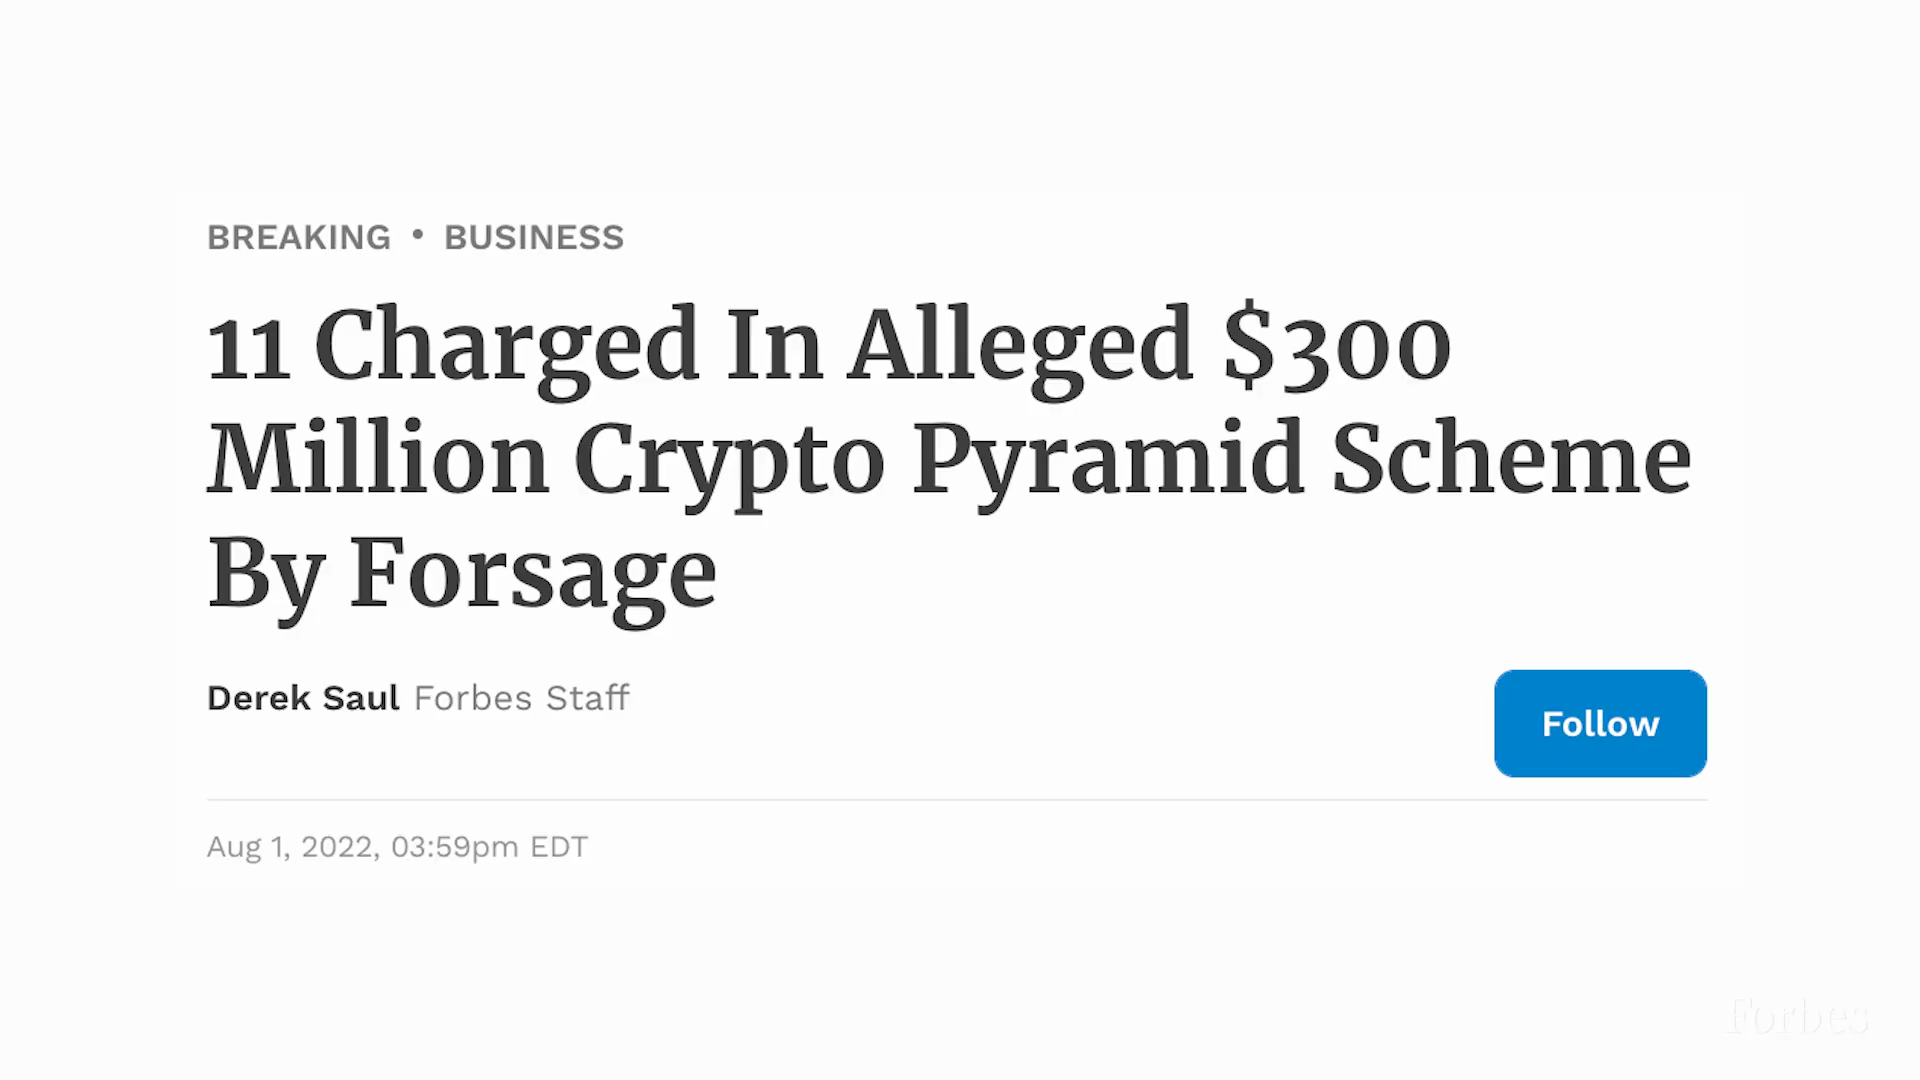 BREAKING • BUSINESS
11 Charged In Alleged $300
Million Crypto Pyramid Scheme
By Forsage
Derek Saul Forbes Staff
Follow
Aug 1, 2022, 03:59pm EDT
Forbes